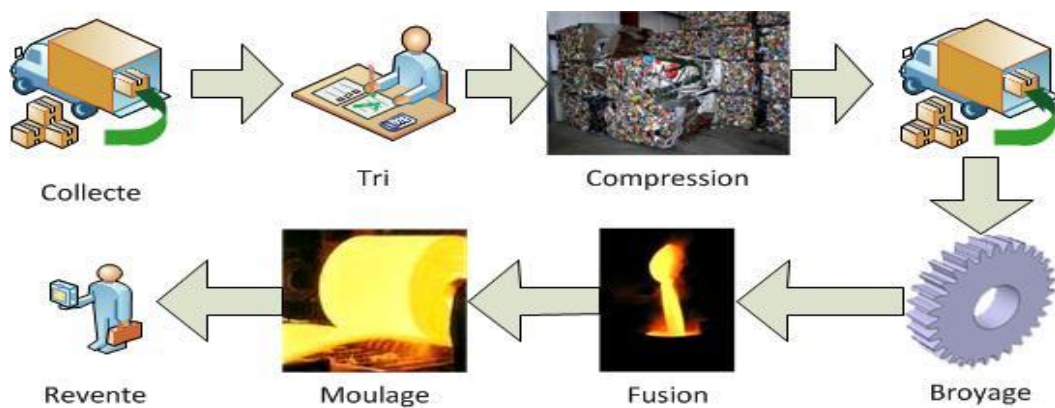 Collecte
Tri
Compression
Broyage
Fusion
Moulage
Revente